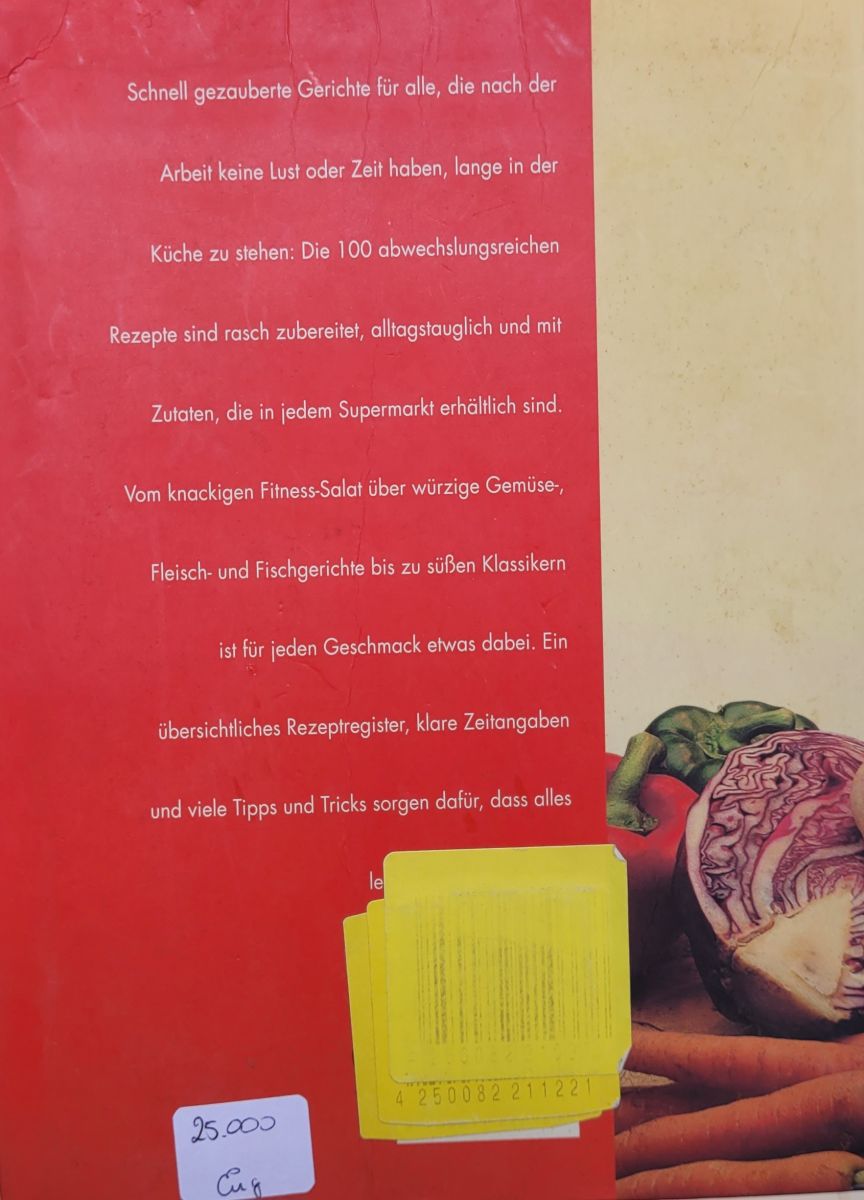 Schnell gezauberte Gerichte für alle, die nach der
Arbeit keine Lust oder Zeit haben, lange in der
Küche zu stehen: Die 100 abwechslungsreichen
Rezepte sind rasch zubereitet, alltagstauglich und mit
Zutaten, die in jedem Supermarkt erhältlich sind.
Vom knackigen Fitness-Salat über würzige Gemüse-,
Fleisch- und Fischgerichte bis zu süßen Klassikern
ist für jeden Geschmack etwas dabei. Ein
übersichtliches Rezeptregister, klare Zeitangaben
und viele Tipps und Tricks sorgen dafür, dass alles
4 250082 211221
25.000